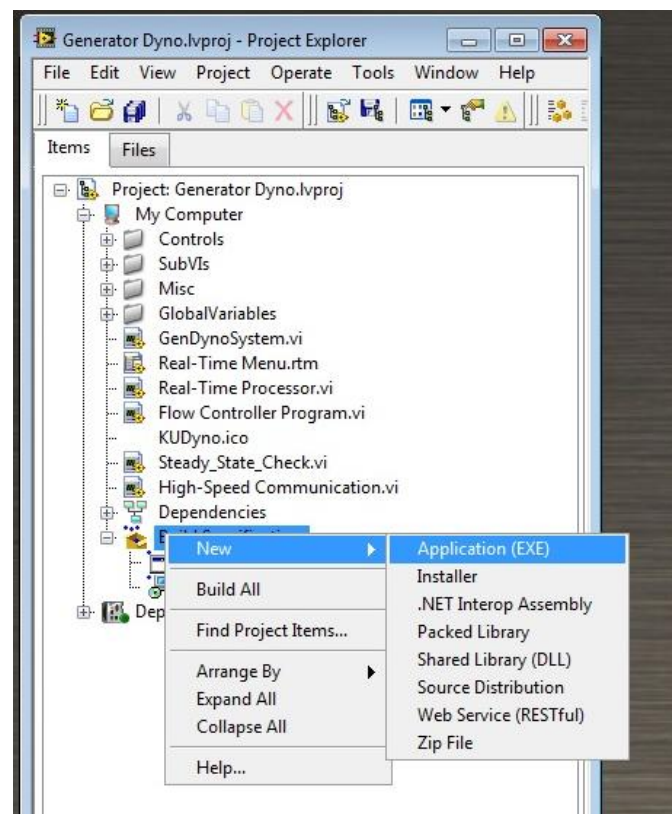 Generator Dyno.lvproj - Project Explorer
File Edit View Project Operate Tools Window Help
Items Files
Project: Generator Dyno.lvproj
My Computer
Controls
SubVIs
Misc
GlobalVariables
GenDynoSystem.vi
Real-Time Menu.rtm
Real-Time Processor.vi
Flow Controller Program.vi
KUDyno.ico
Steady_State_Check.vi
High-Speed Communication.vi
Dependencies
Dep
New
Build All
Find Project Items...
Arrange By
Expand All
Collapse All
Help...
Application (EXE)
Installer
.NET Interop Assembly
Packed Library
Shared Library (DLL)
Source Distribution
Web Service (RESTful)
Zip File